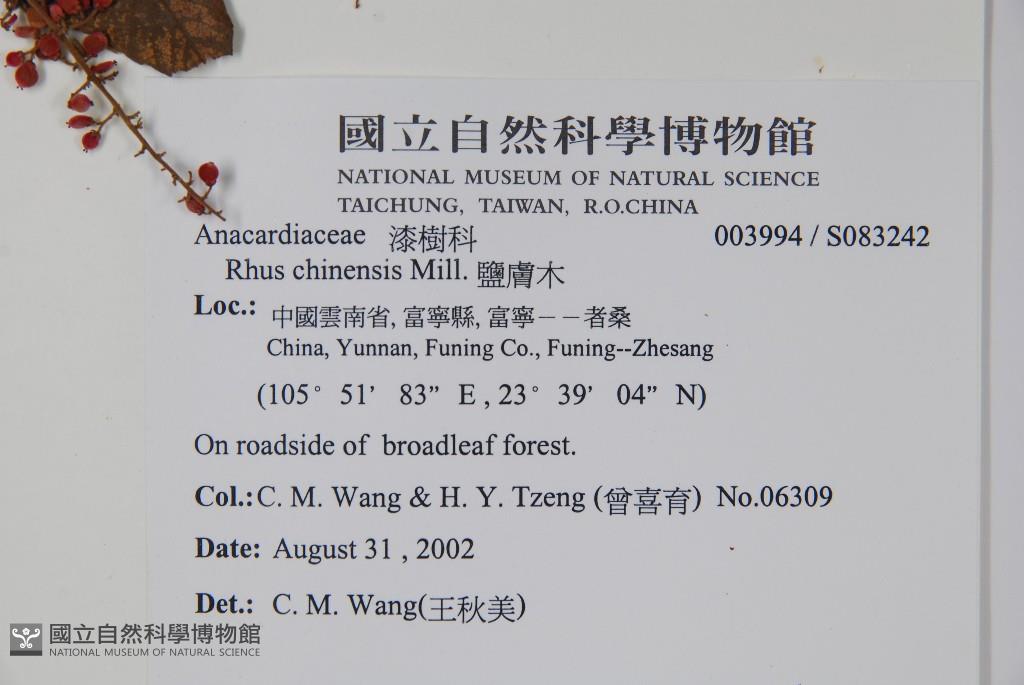 國立自然科學博物館
NATIONAL MUSEUM OF NATURAL SCIENCE
TAICHUNG, TAIWAN, R.O.CHINA
Anacardiaceae 漆樹科 003994 / S083242
Rhus chinensis Mill. 鹽膚木
Loc.: 中國雲南省, 富寧縣, 富寧－－者桑
China, Yunnan, Funing Co., Funing--Zhesang
(105° 51’ 83” E , 23° 39’ 04” N)
On roadside of broadleaf forest.
Col.: C. M. Wang & H. Y. Tzeng (曾喜育) No.06309
Date: August 31 , 2002
Det.: C. M. Wang(王秋美)
國立自然科學博物館
NATIONAL MUSEUM OF NATURAL SCIENCE